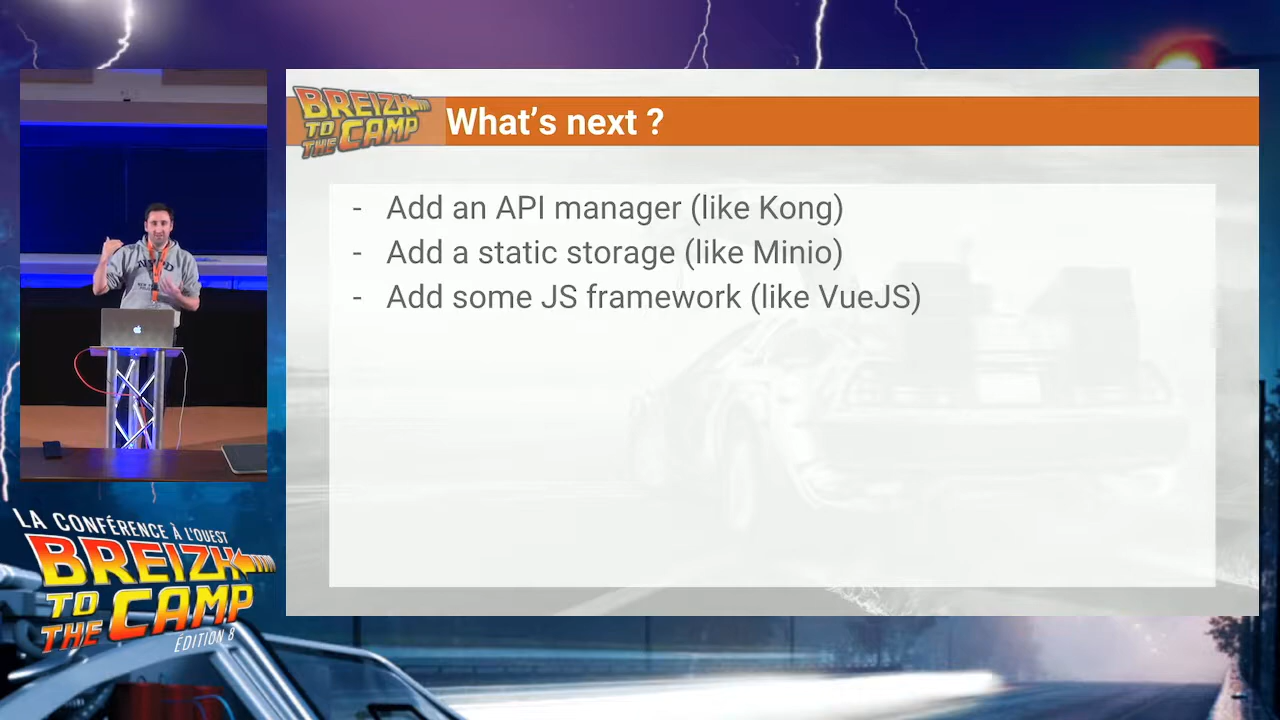 BREIZH
TO
THE CAMP
What's next ?
- Add an API manager (like Kong)
- Add a static storage (like Minio)
- Add some JS framework (like VueJS)
LA CONFÉRENCE À L'OUEST
BREIZH
TO
THE CAMP
ÉDITION 8